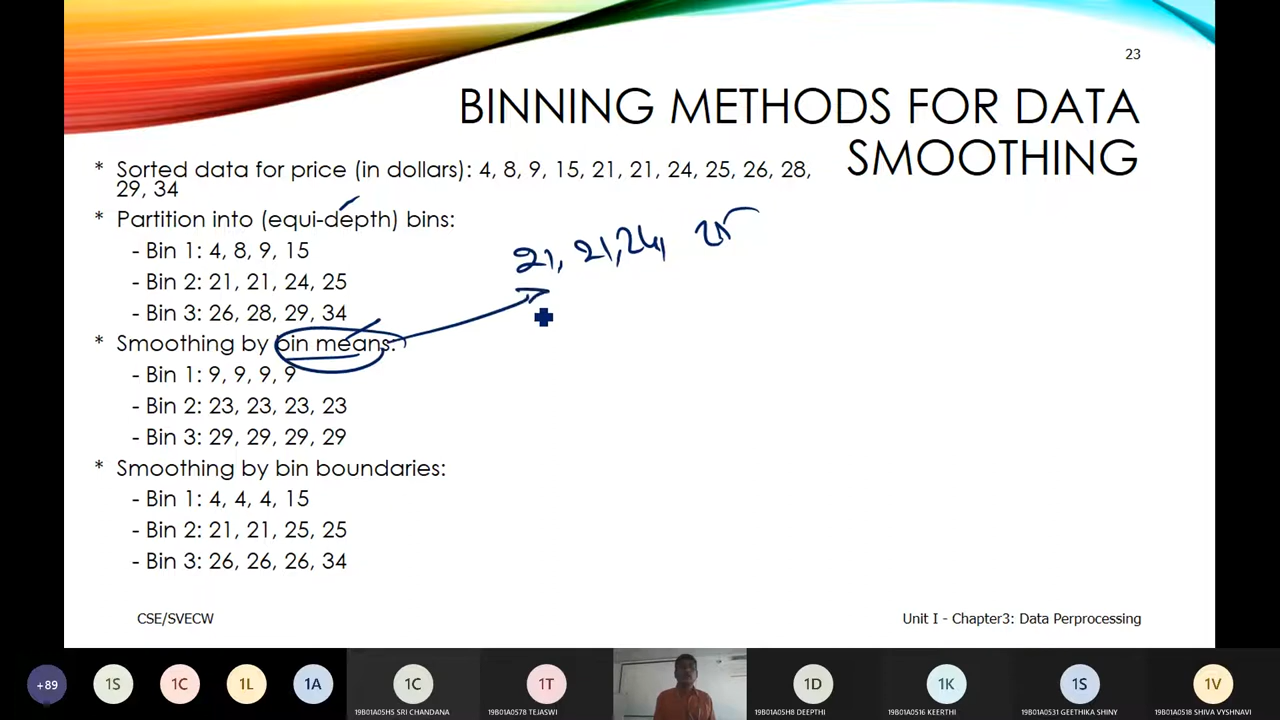 23
BINNING METHODS FOR DATA
SMOOTHING
* Sorted data for price (in dollars): 4, 8, 9, 15, 21, 21, 24, 25, 26, 28,
29, 34
* Partition into (equi-depth) bins:
- Bin 1: 4, 8, 9, 15
- Bin 2: 21, 21, 24, 25
- Bin 3: 26, 28, 29, 34
21, 21, 24, 25
* Smoothing by bin means:
- Bin 1: 9, 9, 9, 9
- Bin 2: 23, 23, 23, 23
- Bin 3: 29, 29, 29, 29
* Smoothing by bin boundaries:
- Bin 1: 4, 4, 4, 15
- Bin 2: 21, 21, 25, 25
- Bin 3: 26, 26, 26, 34
CSE/SVECW
Unit I - Chapter3: Data Perprocessing
+89 1S 1C 1L 1A 1C 1T 1D 1K 1S 1V
19B01A05H5 SRI CHANDANA 19B01A0578 TEJASWI 19B01A05H8 DEEPTHI 19B01A0516 KEERTHI 19B01A0531 GEETHIKA SHINY 19B01A0518 SHIVA VYSHNAVI